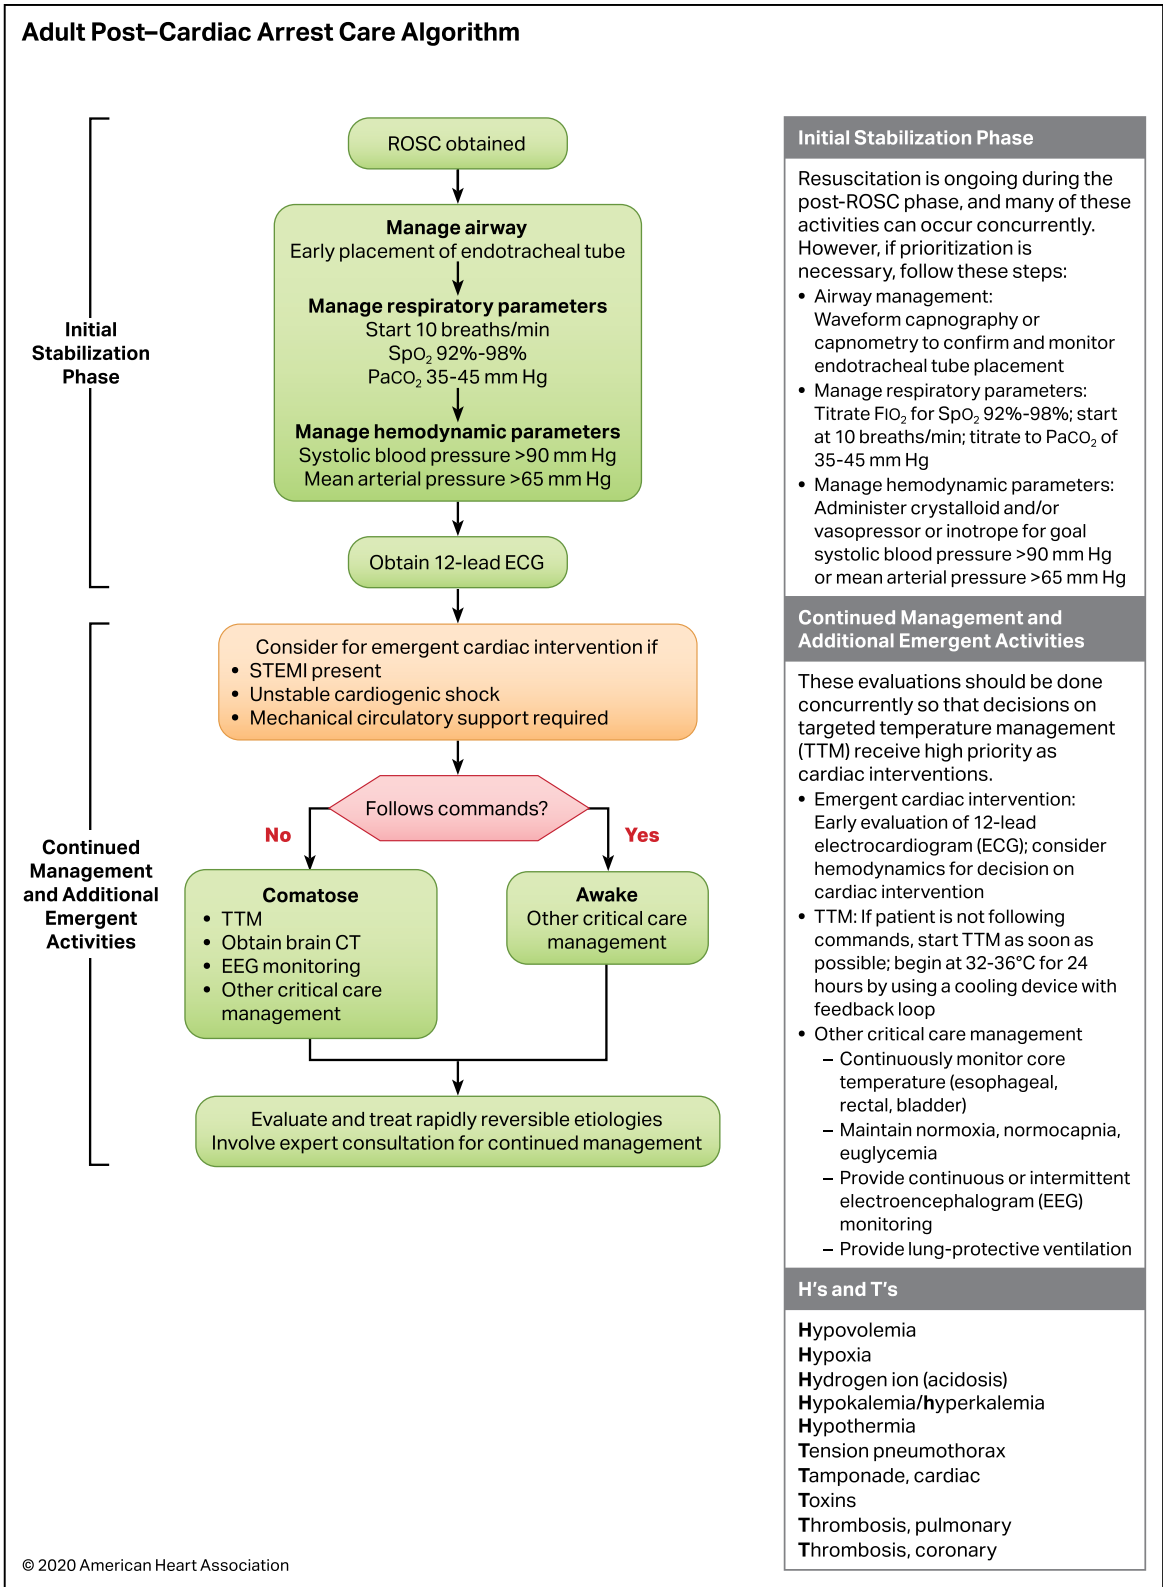 Adult Post–Cardiac Arrest Care Algorithm
Initial
Stabilization
Phase
ROSC obtained
Manage airway
Early placement of endotracheal tube
Manage respiratory parameters
Start 10 breaths/min
SpO₂ 92%-98%
PaCO₂ 35-45 mm Hg
Manage hemodynamic parameters
Systolic blood pressure >90 mm Hg
Mean arterial pressure >65 mm Hg
Obtain 12-lead ECG
Continued
Management
and Additional
Emergent
Activities
Consider for emergent cardiac intervention if
• STEMI present
• Unstable cardiogenic shock
• Mechanical circulatory support required
Follows commands?
No
Yes
Comatose
• TTM
• Obtain brain CT
• EEG monitoring
• Other critical care
management
Awake
Other critical care
management
Evaluate and treat rapidly reversible etiologies
Involve expert consultation for continued management
Initial Stabilization Phase
Resuscitation is ongoing during the
post-ROSC phase, and many of these
activities can occur concurrently.
However, if prioritization is
necessary, follow these steps:
• Airway management:
Waveform capnography or
capnometry to confirm and monitor
endotracheal tube placement
• Manage respiratory parameters:
Titrate FIO₂ for SpO₂ 92%-98%; start
at 10 breaths/min; titrate to PaCO₂ of
35-45 mm Hg
• Manage hemodynamic parameters:
Administer crystalloid and/or
vasopressor or inotrope for goal
systolic blood pressure >90 mm Hg
or mean arterial pressure >65 mm Hg
Continued Management and
Additional Emergent Activities
These evaluations should be done
concurrently so that decisions on
targeted temperature management
(TTM) receive high priority as
cardiac interventions.
• Emergent cardiac intervention:
Early evaluation of 12-lead
electrocardiogram (ECG); consider
hemodynamics for decision on
cardiac intervention
• TTM: If patient is not following
commands, start TTM as soon as
possible; begin at 32-36°C for 24
hours by using a cooling device with
feedback loop
• Other critical care management
– Continuously monitor core
temperature (esophageal,
rectal, bladder)
– Maintain normoxia, normocapnia,
euglycemia
– Provide continuous or intermittent
electroencephalogram (EEG)
monitoring
– Provide lung-protective ventilation
H's and T's
Hypovolemia
Hypoxia
Hydrogen ion (acidosis)
Hypokalemia/hyperkalemia
Hypothermia
Tension pneumothorax
Tamponade, cardiac
Toxins
Thrombosis, pulmonary
Thrombosis, coronary
© 2020 American Heart Association